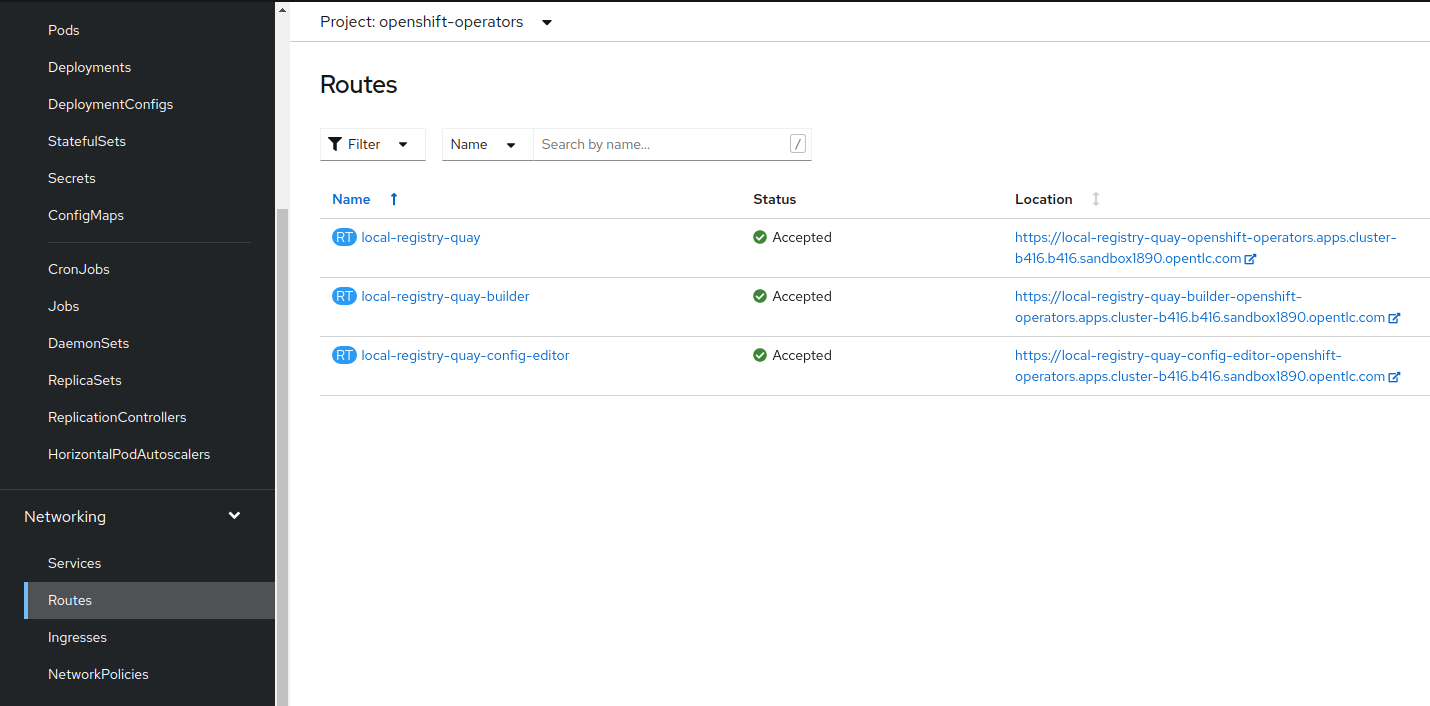 Pods
Deployments
DeploymentConfigs
StatefulSets
Secrets
ConfigMaps
CronJobs
Jobs
DaemonSets
ReplicaSets
ReplicationControllers
HorizontalPodAutoscalers
Networking
Services
Routes
Ingresses
NetworkPolicies
Project: openshift-operators
Routes
Filter Name Search by name... /
Name Status Location
RT local-registry-quay Accepted https://local-registry-quay-openshift-operators.apps.cluster-
b416.b416.sandbox1890.opentlc.com
RT local-registry-quay-builder Accepted https://local-registry-quay-builder-openshift-
operators.apps.cluster-b416.b416.sandbox1890.opentlc.com
RT local-registry-quay-config-editor Accepted https://local-registry-quay-config-editor-openshift-
operators.apps.cluster-b416.b416.sandbox1890.opentlc.com